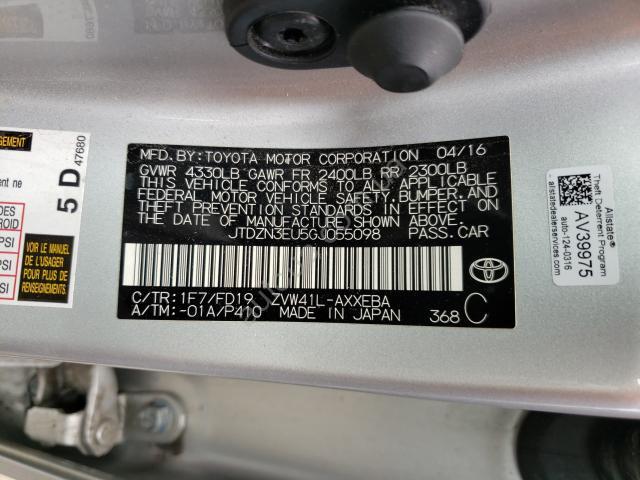 MFD. BY: TOYOTA MOTOR CORPORATION 04/16
GVWR 4330LB GAWR FR 2400LB RR 2300LB
THIS VEHICLE CONFORMS TO ALL APPLICABLE
FEDERAL MOTOR VEHICLE SAFETY, BUMPER, AND
THEFT PREVENTION STANDARDS IN EFFECT ON
THE DATE OF MANUFACTURE SHOWN ABOVE.
JTDZN3EU5GJ055098 PASS. CAR
C/TR: 1F7/FD19 ZVW41L-AXXEBA
A/TM: -01A/P410 MADE IN JAPAN 368 C
5 D 47680
VOIR LE MANUEL
DE L'USAGER
POUR PLUS DE
Allstate®
Theft Deterrent Program
AV39975
auto-124-0316
allstatedealerservices.com